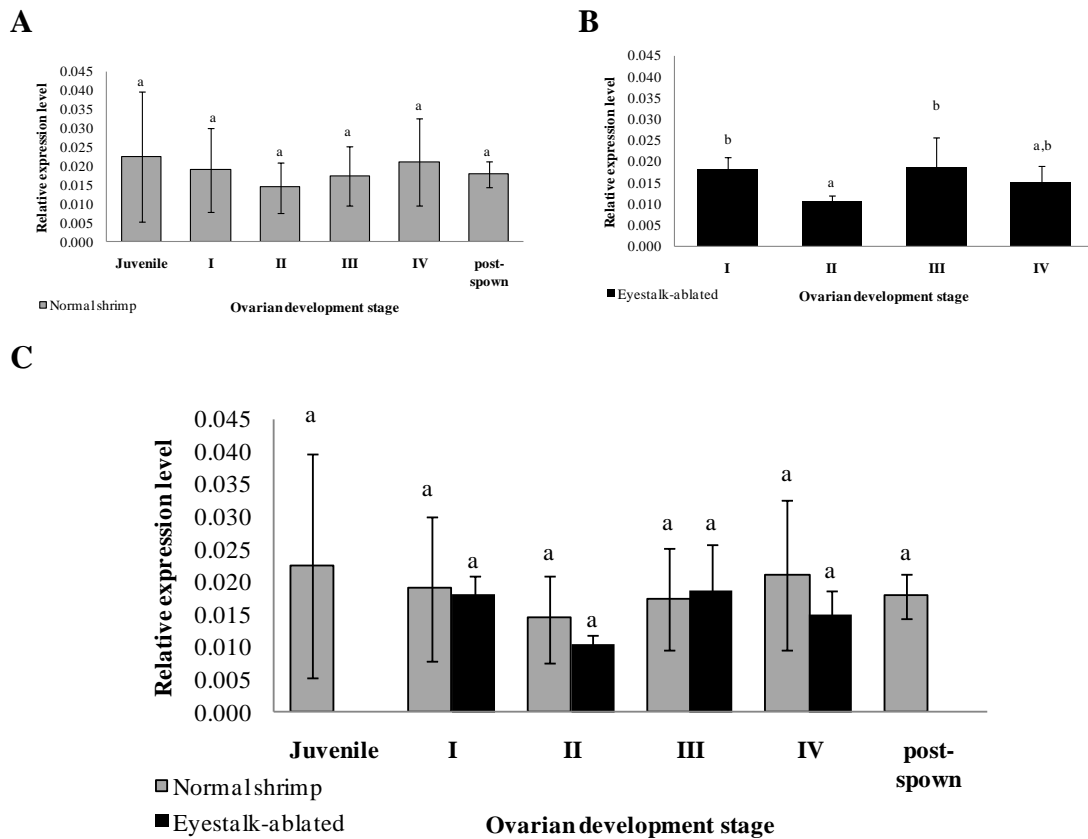 A
Relative expression level
0.045
0.040
0.035
0.030
0.025
0.020
0.015
0.010
0.005
0.000
a
a
a
a
a
a
Juvenile I II III IV post-
spown
Normal shrimp
Ovarian development stage
B
Relative expression level
0.045
0.040
0.035
0.030
0.025
0.020
0.015
0.010
0.005
0.000
b
a
b
a,b
I II III IV
Eyestalk-ablated
Ovarian development stage
C
Relative expression level
0.045
0.040
0.035
0.030
0.025
0.020
0.015
0.010
0.005
0.000
a
a
a
a
a
a
a
a
a
a
Juvenile I II III IV post-
spown
Normal shrimp
Eyestalk-ablated
Ovarian development stage